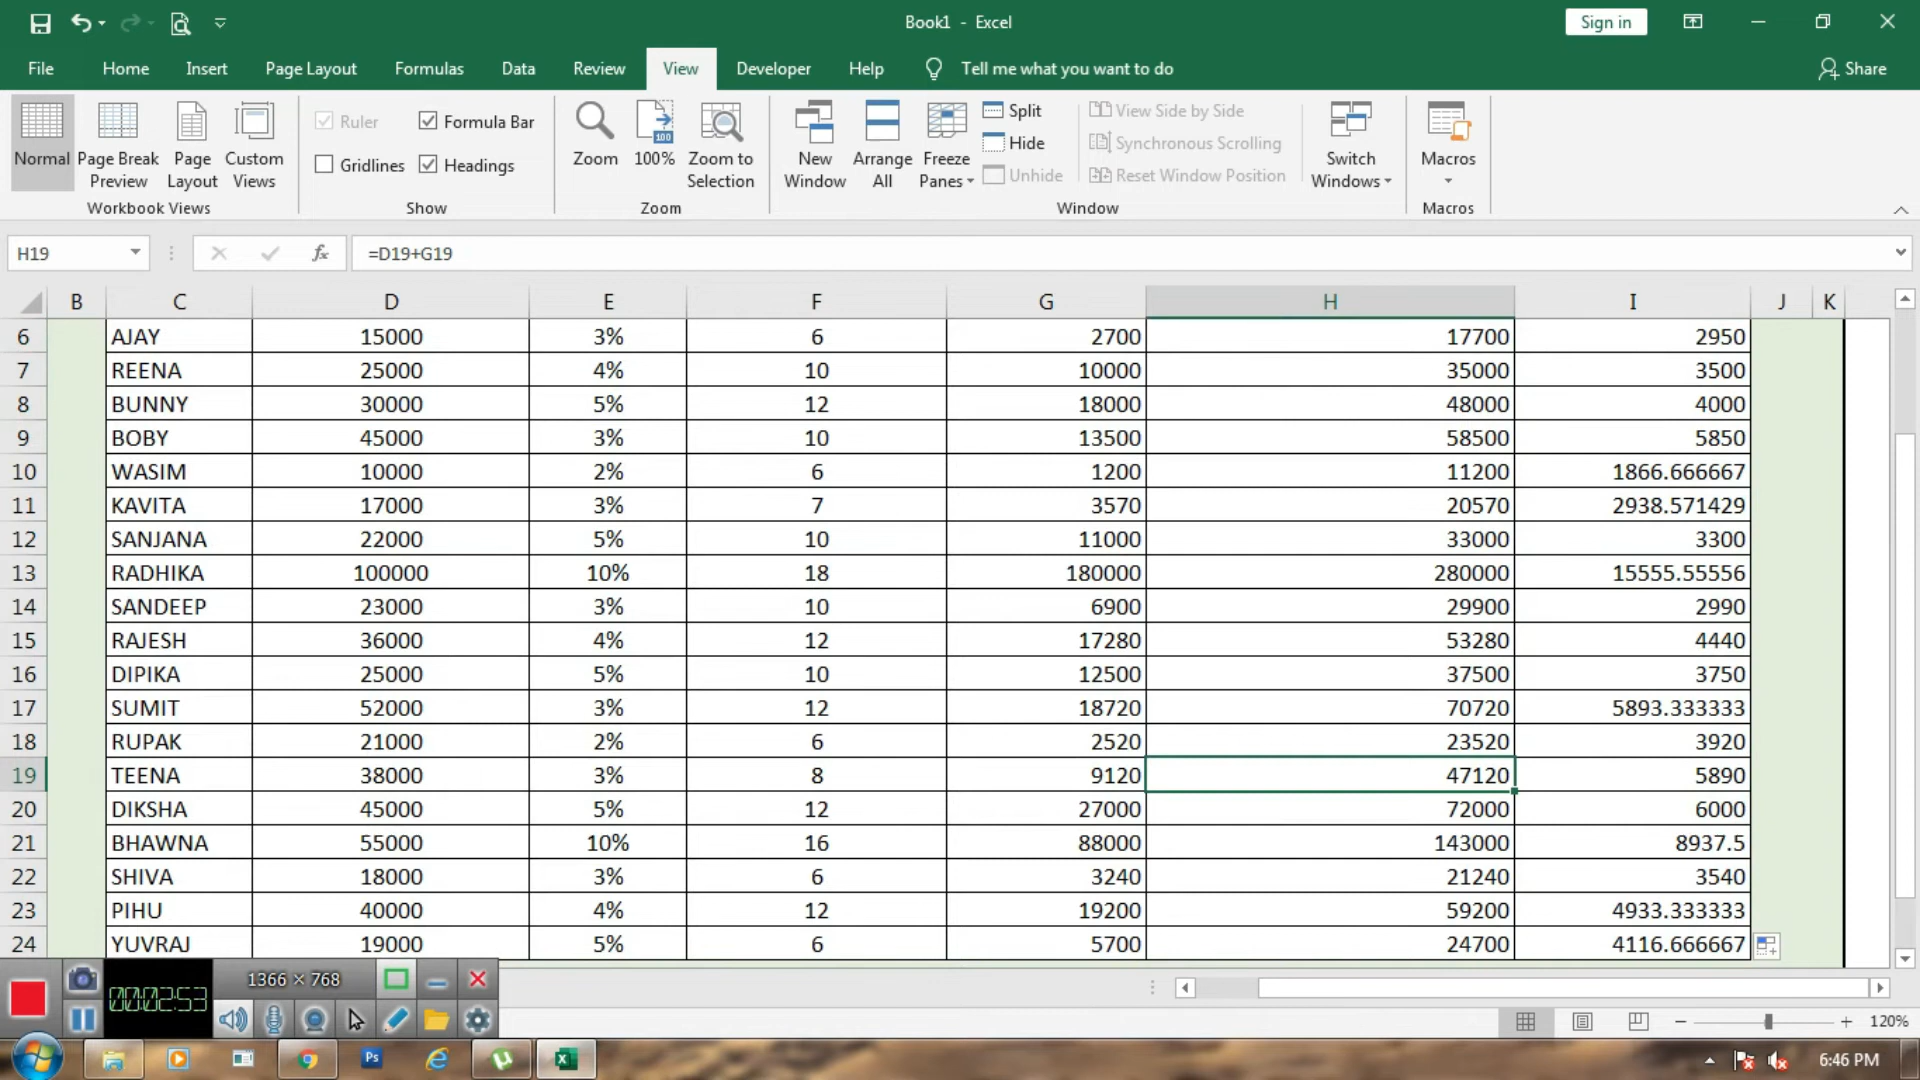 Book1 - Excel
Sign in
File Home Insert Page Layout Formulas Data Review View Developer Help Tell me what you want to do Share
Normal Page Break Preview Page Layout Custom Views
Workbook Views
Ruler Formula Bar
Gridlines Headings
Show
Zoom 100% Zoom to Selection
Zoom
New Window Arrange All Freeze Panes
Split
Hide
Unhide
View Side by Side
Synchronous Scrolling
Reset Window Position
Switch Windows
Window
Macros
Macros
H19 fx =D19+G19
B C D E F G H I J K
6 AJAY 15000 3% 6 2700 17700 2950
7 REENA 25000 4% 10 10000 35000 3500
8 BUNNY 30000 5% 12 18000 48000 4000
9 BOBY 45000 3% 10 13500 58500 5850
10 WASIM 10000 2% 6 1200 11200 1866.666667
11 KAVITA 17000 3% 7 3570 20570 2938.571429
12 SANJANA 22000 5% 10 11000 33000 3300
13 RADHIKA 100000 10% 18 180000 280000 15555.55556
14 SANDEEP 23000 3% 10 6900 29900 2990
15 RAJESH 36000 4% 12 17280 53280 4440
16 DIPIKA 25000 5% 10 12500 37500 3750
17 SUMIT 52000 3% 12 18720 70720 5893.333333
18 RUPAK 21000 2% 6 2520 23520 3920
19 TEENA 38000 3% 8 9120 47120 5890
20 DIKSHA 45000 5% 12 27000 72000 6000
21 BHAWNA 55000 10% 16 88000 143000 8937.5
22 SHIVA 18000 3% 6 3240 21240 3540
23 PIHU 40000 4% 12 19200 59200 4933.333333
24 YUVRAJ 19000 5% 6 5700 24700 4116.666667
1366 × 768
00:02:53
120%
Ps
6:46 PM